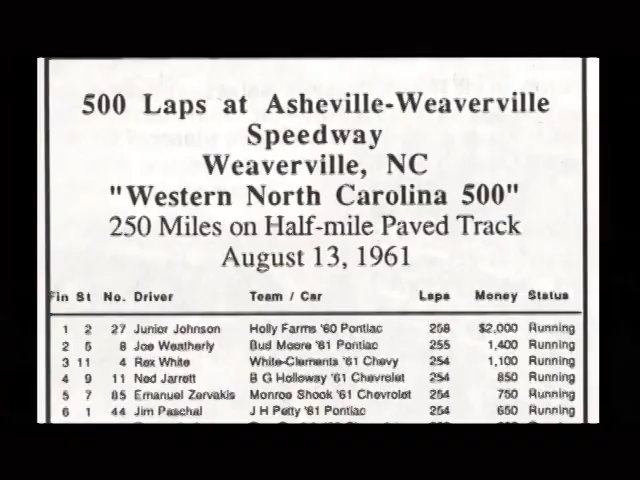 500 Laps at Asheville-Weaverville
Speedway
Weaverville, NC
"Western North Carolina 500"
250 Miles on Half-mile Paved Track
August 13, 1961
Fin St No. Driver Team / Car Laps Money Status
1 2 27 Junior Johnson Holly Farms '60 Pontiac 258 $2,000 Running
2 5 8 Joe Weatherly Bud Moore '61 Pontiac 255 1,400 Running
3 11 4 Rex White White-Clements '61 Chevy 254 1,100 Running
4 9 11 Ned Jarrett B G Holloway '61 Chevrolet 254 850 Running
5 7 85 Emanuel Zervakis Monroe Shook '61 Chevrolet 254 750 Running
6 1 44 Jim Paschal J H Petty '61 Pontiac 254 650 Running